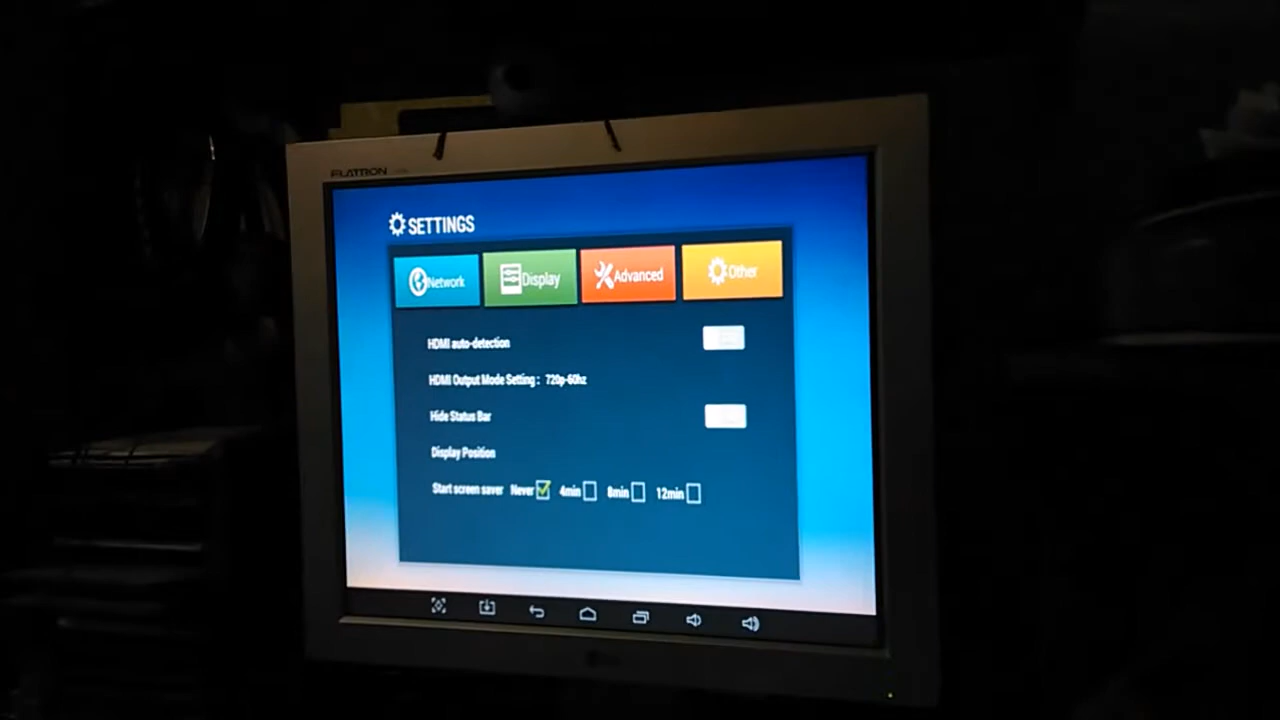 FLATRON
SETTINGS
Network Display Advanced Other
HDMI auto-detection
HDMI Output Mode Setting : 720p-60hz
Hide Status Bar
Display Position
Start screen saver Never 4min 8min 12min